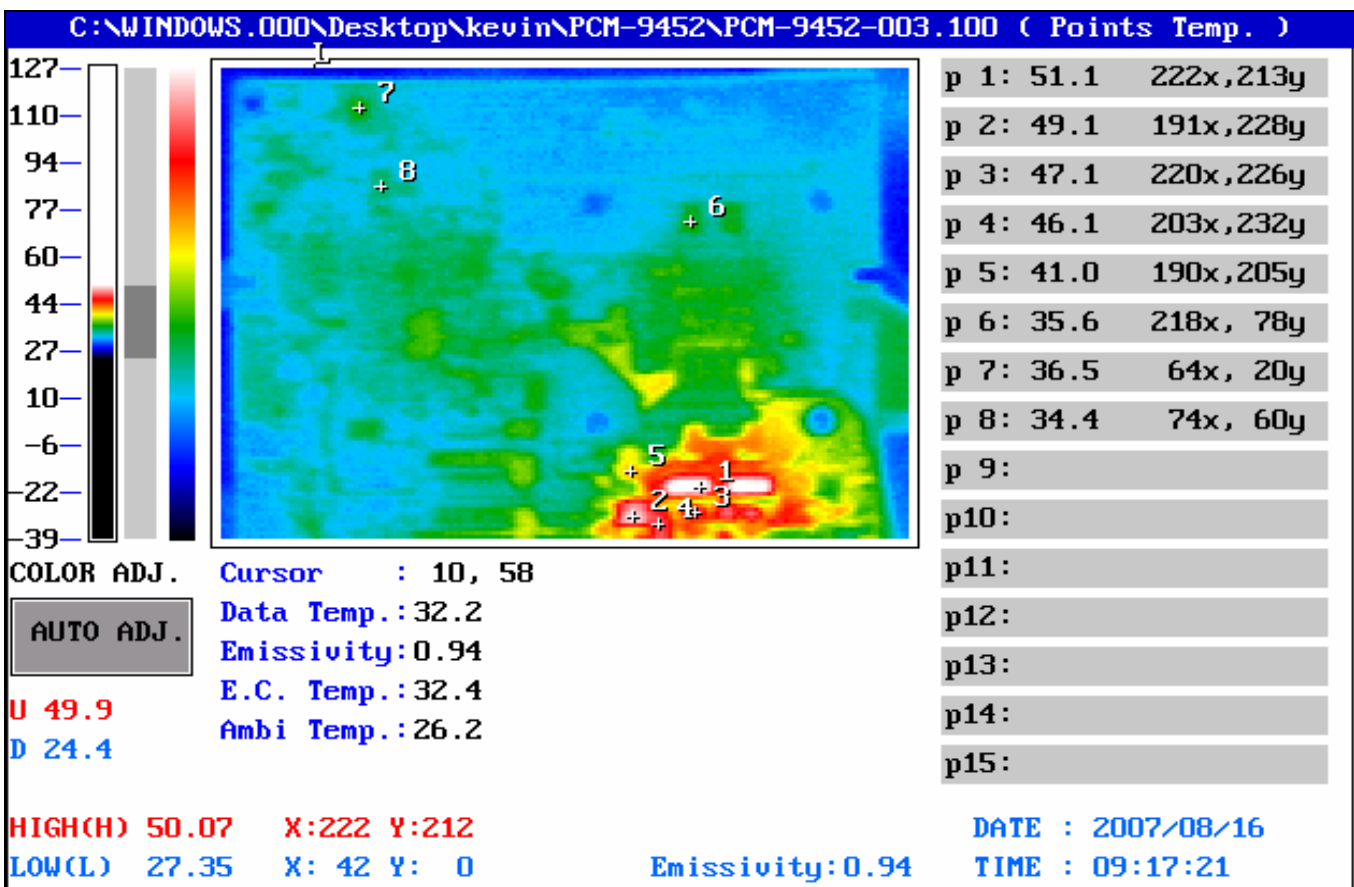 C:\WINDOWS.000\Desktop\kevin\PCM-9452\PCM-9452-003.100 ( Points Temp. )
127
110
94
77
60
44
27
10
-6
-22
-39
7
8
6
5
1
2
4
3
p 1: 51.1 222x,213y
p 2: 49.1 191x,228y
p 3: 47.1 220x,226y
p 4: 46.1 203x,232y
p 5: 41.0 190x,205y
p 6: 35.6 218x, 78y
p 7: 36.5 64x, 20y
p 8: 34.4 74x, 60y
p 9:
p10:
p11:
p12:
p13:
p14:
p15:
COLOR ADJ.
AUTO ADJ.
U 49.9
D 24.4
Cursor : 10, 58
Data Temp.:32.2
Emissivity:0.94
E.C. Temp.:32.4
Ambi Temp.:26.2
HIGH(H) 50.07 X:222 Y:212
LOW(L) 27.35 X: 42 Y: 0
Emissivity:0.94
DATE : 2007/08/16
TIME : 09:17:21